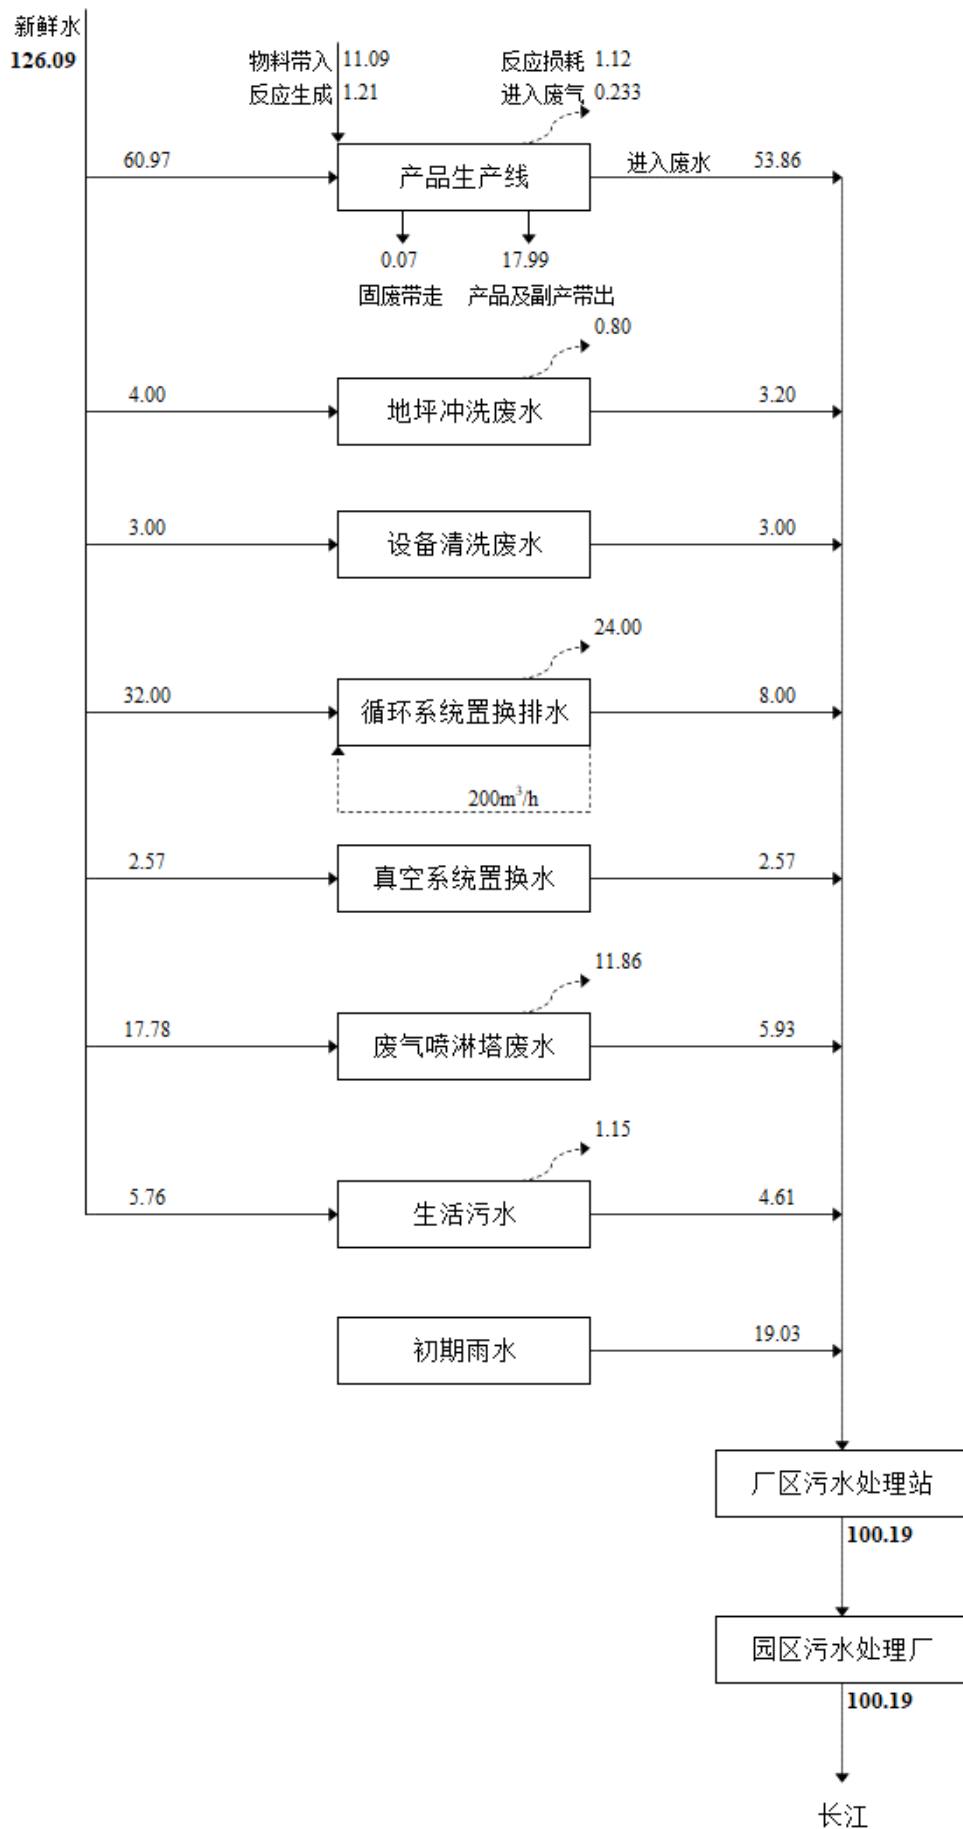 新鲜水
126.09
物料带入 11.09
反应生成 1.21
反应损耗 1.12
进入废气 0.233
60.97
产品生产线
进入废水 53.86
0.07
17.99
固废带走
产品及副产带出
0.80
4.00
地坪冲洗废水
3.20
3.00
设备清洗废水
3.00
24.00
32.00
循环系统置换排水
8.00
200m³/h
2.57
真空系统置换水
2.57
11.86
17.78
废气喷淋塔废水
5.93
1.15
5.76
生活污水
4.61
初期雨水
19.03
厂区污水处理站
100.19
园区污水处理厂
100.19
长江